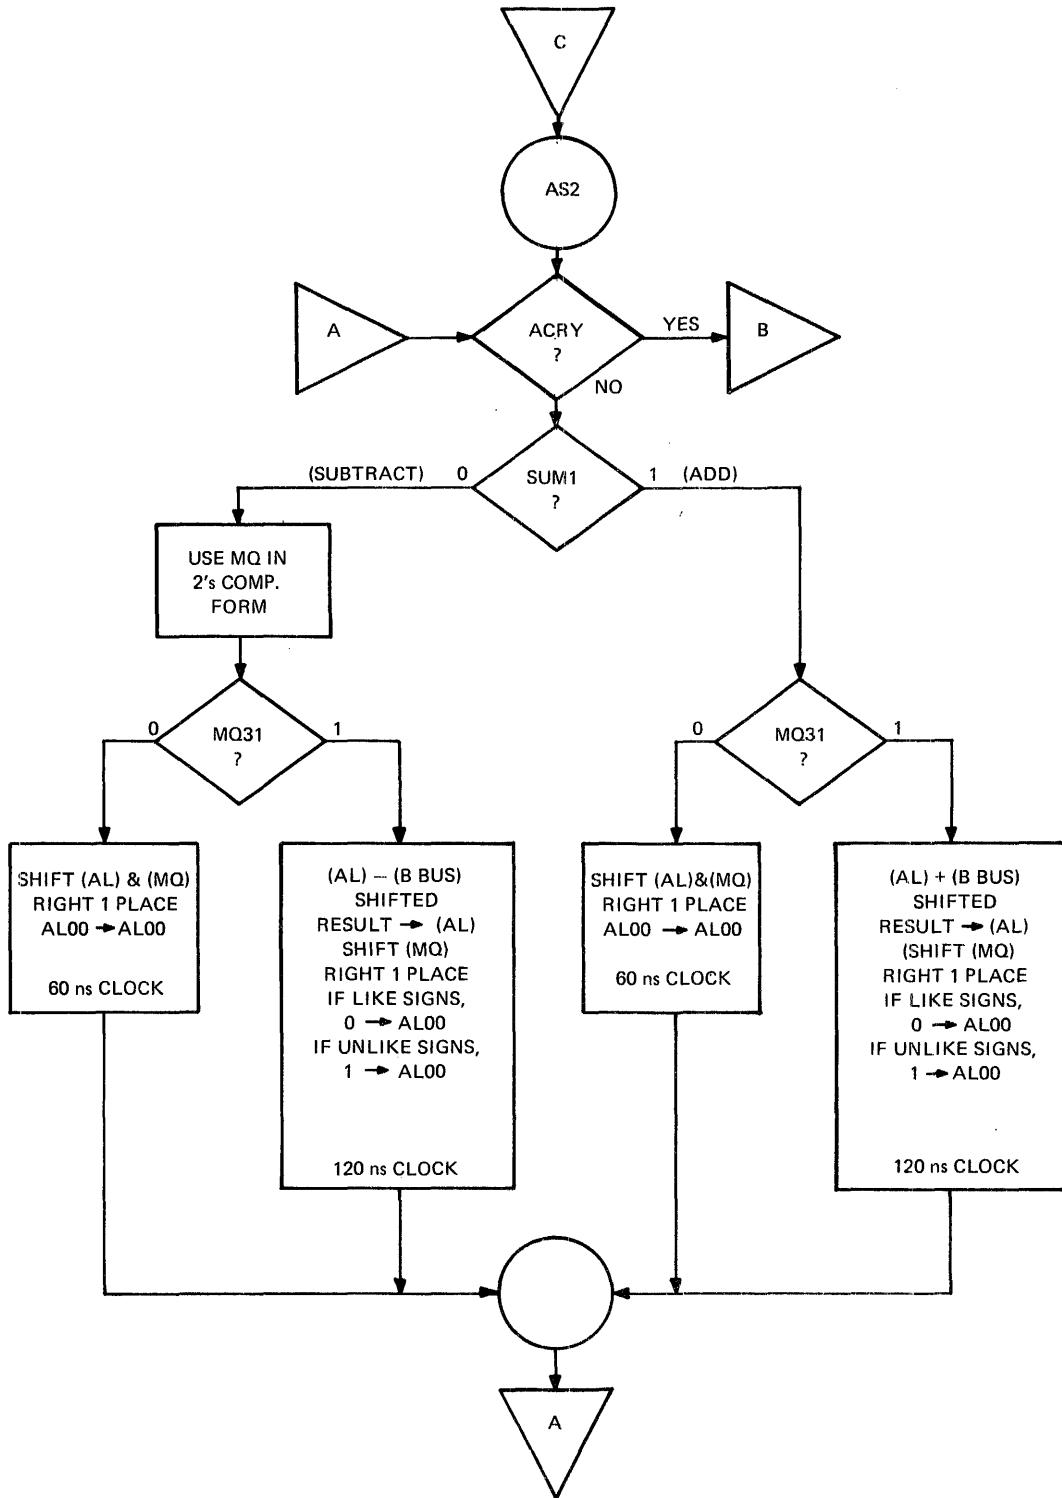 C
AS2
A
ACRY
?
YES
B
NO
(SUBTRACT) 0
SUM1
?
1 (ADD)
USE MQ IN
2's COMP.
FORM
0
MQ31
?
1
0
MQ31
?
1
SHIFT (AL) & (MQ)
RIGHT 1 PLACE
AL00 → AL00
60 ns CLOCK
(AL) – (B BUS)
SHIFTED
RESULT → (AL)
SHIFT (MQ)
RIGHT 1 PLACE
IF LIKE SIGNS,
0 → AL00
IF UNLIKE SIGNS,
1 → AL00
120 ns CLOCK
SHIFT (AL)&(MQ)
RIGHT 1 PLACE
AL00 → AL00
60 ns CLOCK
(AL) + (B BUS)
SHIFTED
RESULT → (AL)
(SHIFT (MQ)
RIGHT 1 PLACE
IF LIKE SIGNS,
0 → AL00
IF UNLIKE SIGNS,
1 → AL00
120 ns CLOCK
A